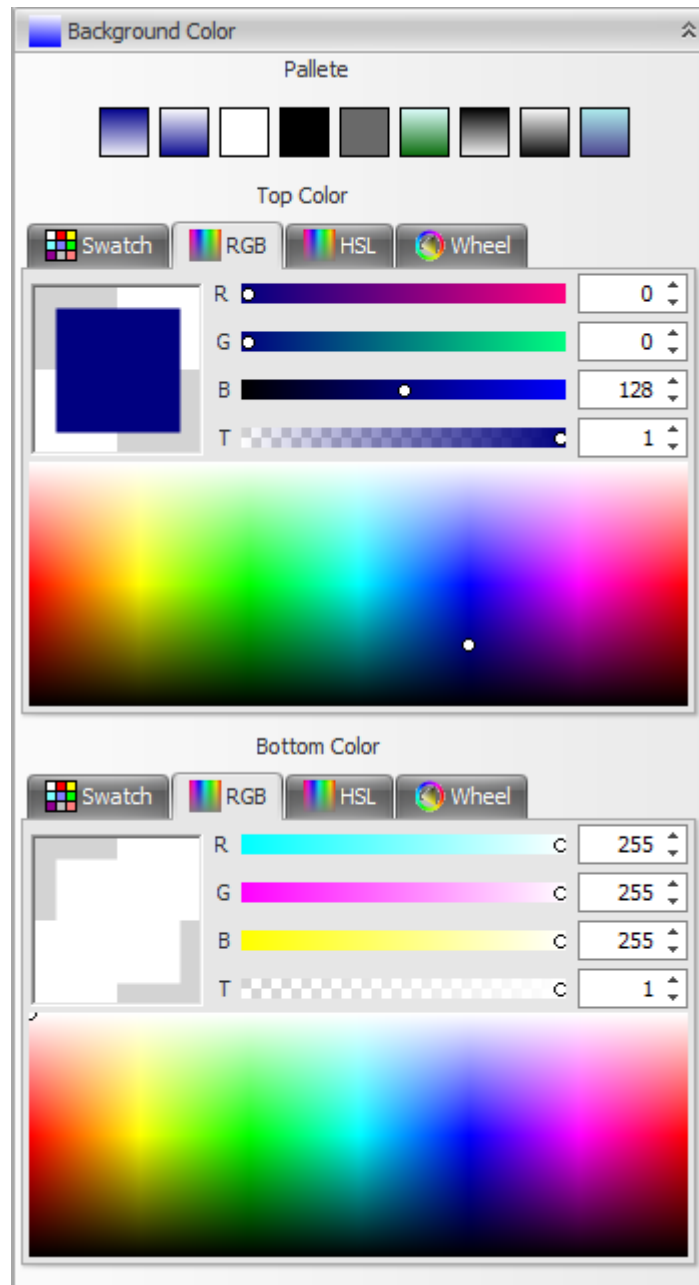 Background Color
Pallete
Top Color
Swatch RGB HSL Wheel
R 0
G 0
B 128
T 1
Bottom Color
Swatch RGB HSL Wheel
R 255
G 255
B 255
T 1